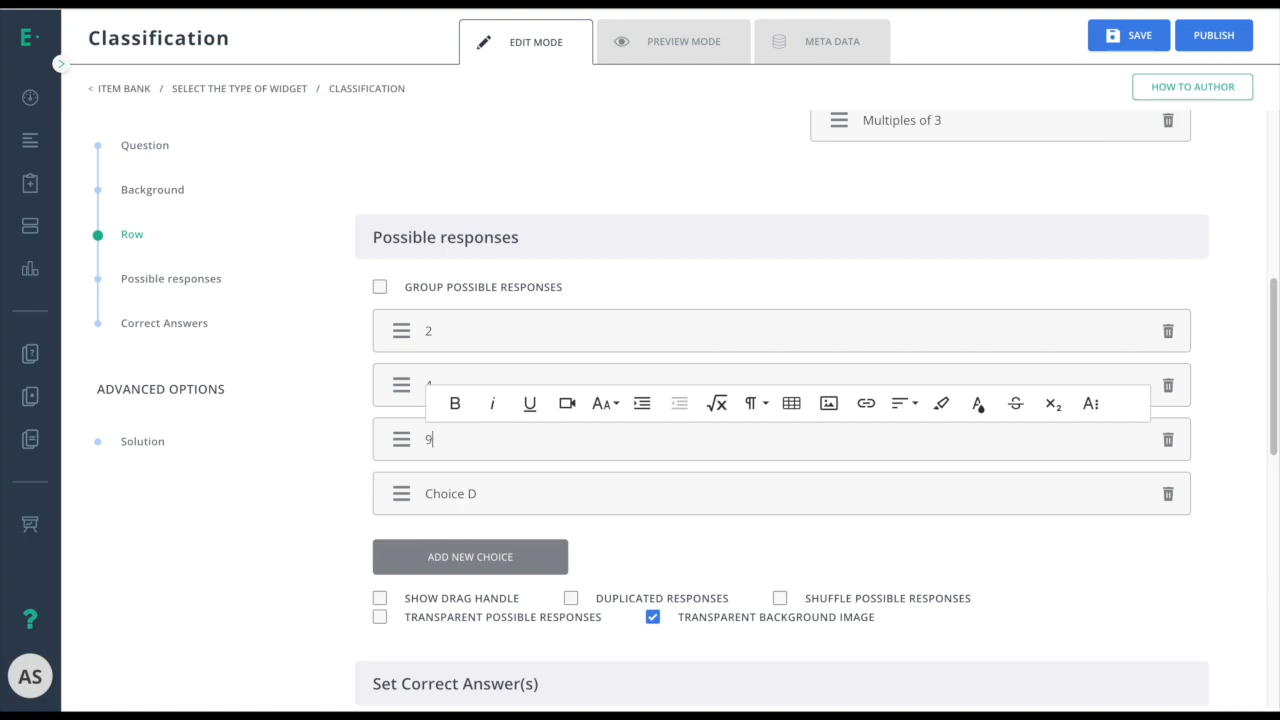 E
Classification
EDIT MODE
PREVIEW MODE
META DATA
SAVE
PUBLISH
< ITEM BANK / SELECT THE TYPE OF WIDGET / CLASSIFICATION
HOW TO AUTHOR
Question
Background
Row
Possible responses
Correct Answers
ADVANCED OPTIONS
Solution
?
AS
Multiples of 3
Possible responses
GROUP POSSIBLE RESPONSES
2
B i U AA √x ¶ S X₂ A
9
Choice D
ADD NEW CHOICE
SHOW DRAG HANDLE DUPLICATED RESPONSES SHUFFLE POSSIBLE RESPONSES
TRANSPARENT POSSIBLE RESPONSES TRANSPARENT BACKGROUND IMAGE
Set Correct Answer(s)